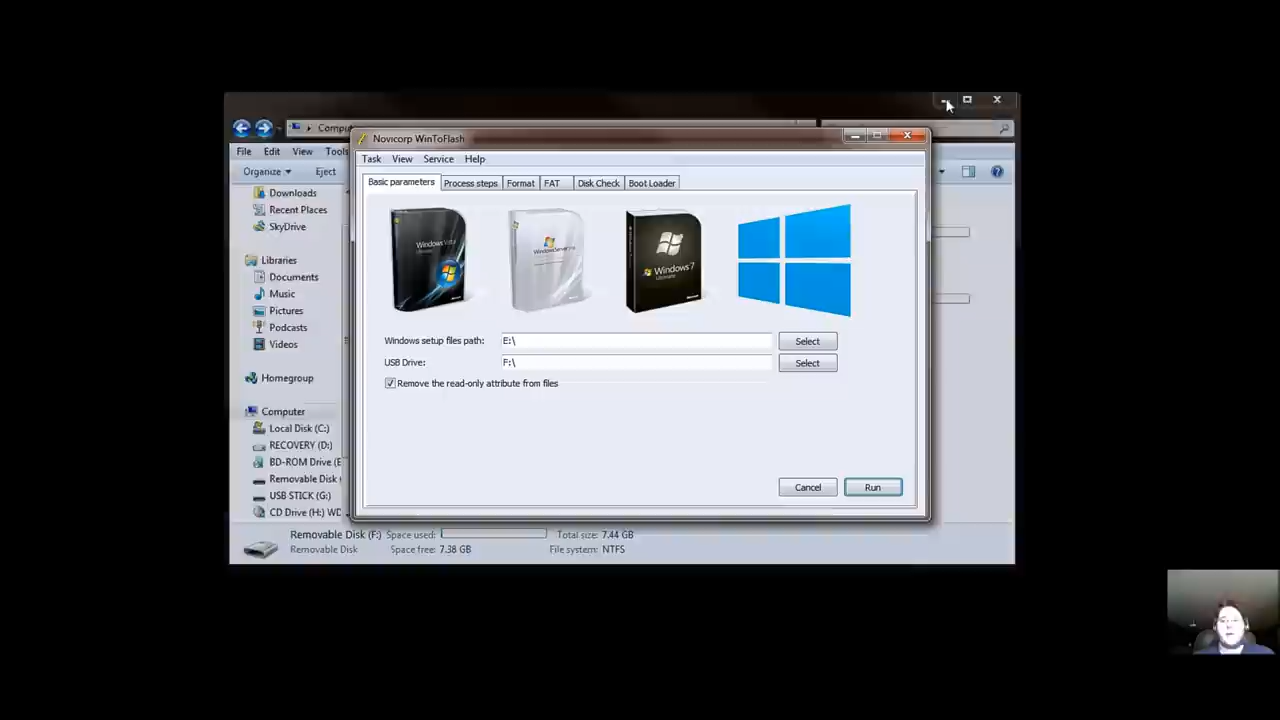 Computer
Novicorp WinToFlash
File Edit View Tools
Task View Service Help
Organize Eject
Basic parameters Process steps Format FAT Disk Check Boot Loader
Downloads
Recent Places
SkyDrive
Libraries
Documents
Music
Pictures
Podcasts
Videos
Homegroup
Computer
Local Disk (C:)
RECOVERY (D:)
BD-ROM Drive (E
Removable Disk
USB STICK (G:)
CD Drive (H:) WD
Windows Vista
Windows 7
Windows setup files path: E:\ Select
USB Drive: F:\ Select
Remove the read-only attribute from files
Cancel Run
Removable Disk (F:) Space used: Total size: 7.44 GB
Removable Disk Space free: 7.38 GB File system: NTFS